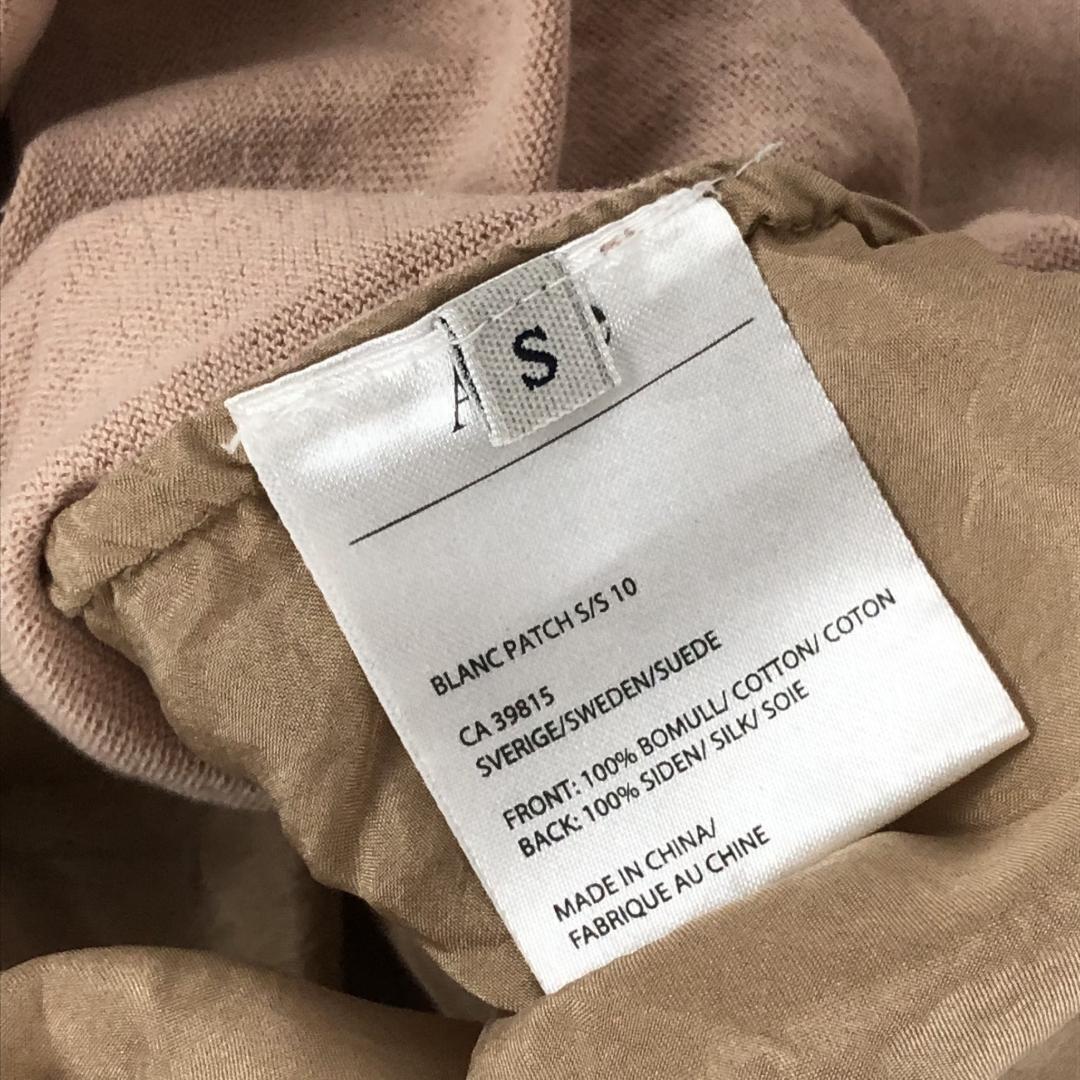 S
BLANC PATCH S/S 10
CA 39815
SVERIGE/SWEDEN/SUEDE
FRONT: 100% BOMULL/ COTTON/ COTON
BACK: 100% SIDEN/ SILK/ SOIE
MADE IN CHINA/
FABRIQUE AU CHINE